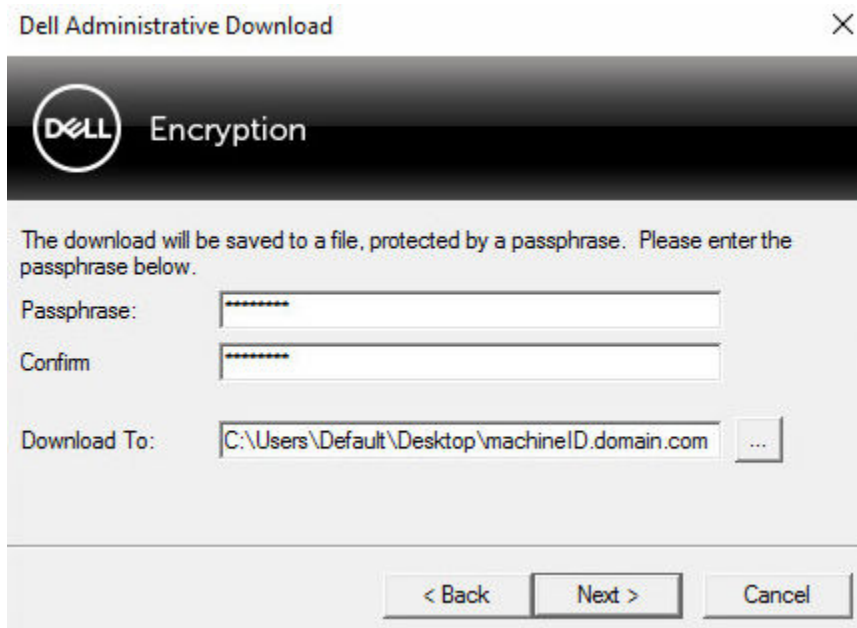 Dell Administrative Download
DELL Encryption
The download will be saved to a file, protected by a passphrase. Please enter the
passphrase below.
Passphrase: ********
Confirm ********
Download To: C:\Users\Default\Desktop\machineID.domain.com ...
< Back Next > Cancel